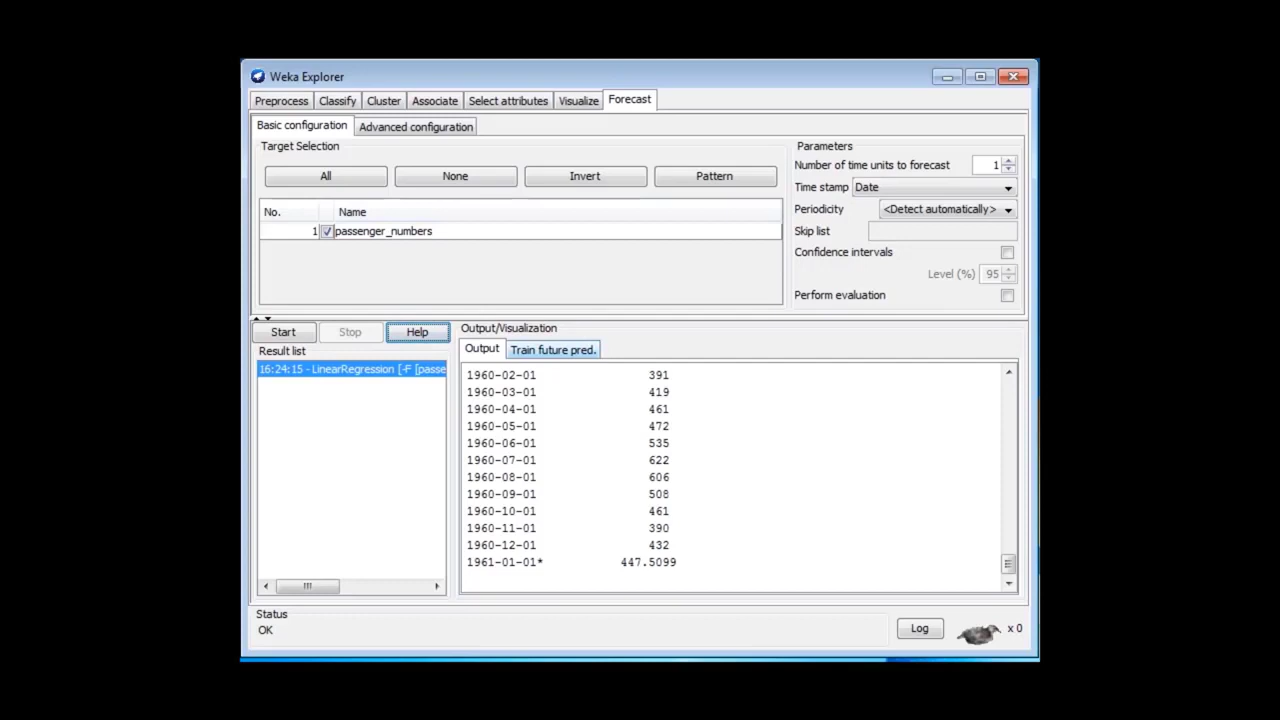 Weka Explorer
Preprocess Classify Cluster Associate Select attributes Visualize Forecast
Basic configuration Advanced configuration
Target Selection
All None Invert Pattern
No. Name
1 passenger_numbers
Parameters
Number of time units to forecast 1
Time stamp Date
Periodicity <Detect automatically>
Skip list
Confidence intervals
Level (%) 95
Perform evaluation
Start Stop Help
Result list
16:24:15 - LinearRegression [-F [passe
Output/Visualization
Output Train future pred.
1960-02-01 391
1960-03-01 419
1960-04-01 461
1960-05-01 472
1960-06-01 535
1960-07-01 622
1960-08-01 606
1960-09-01 508
1960-10-01 461
1960-11-01 390
1960-12-01 432
1961-01-01* 447.5099
Status
OK
Log x 0